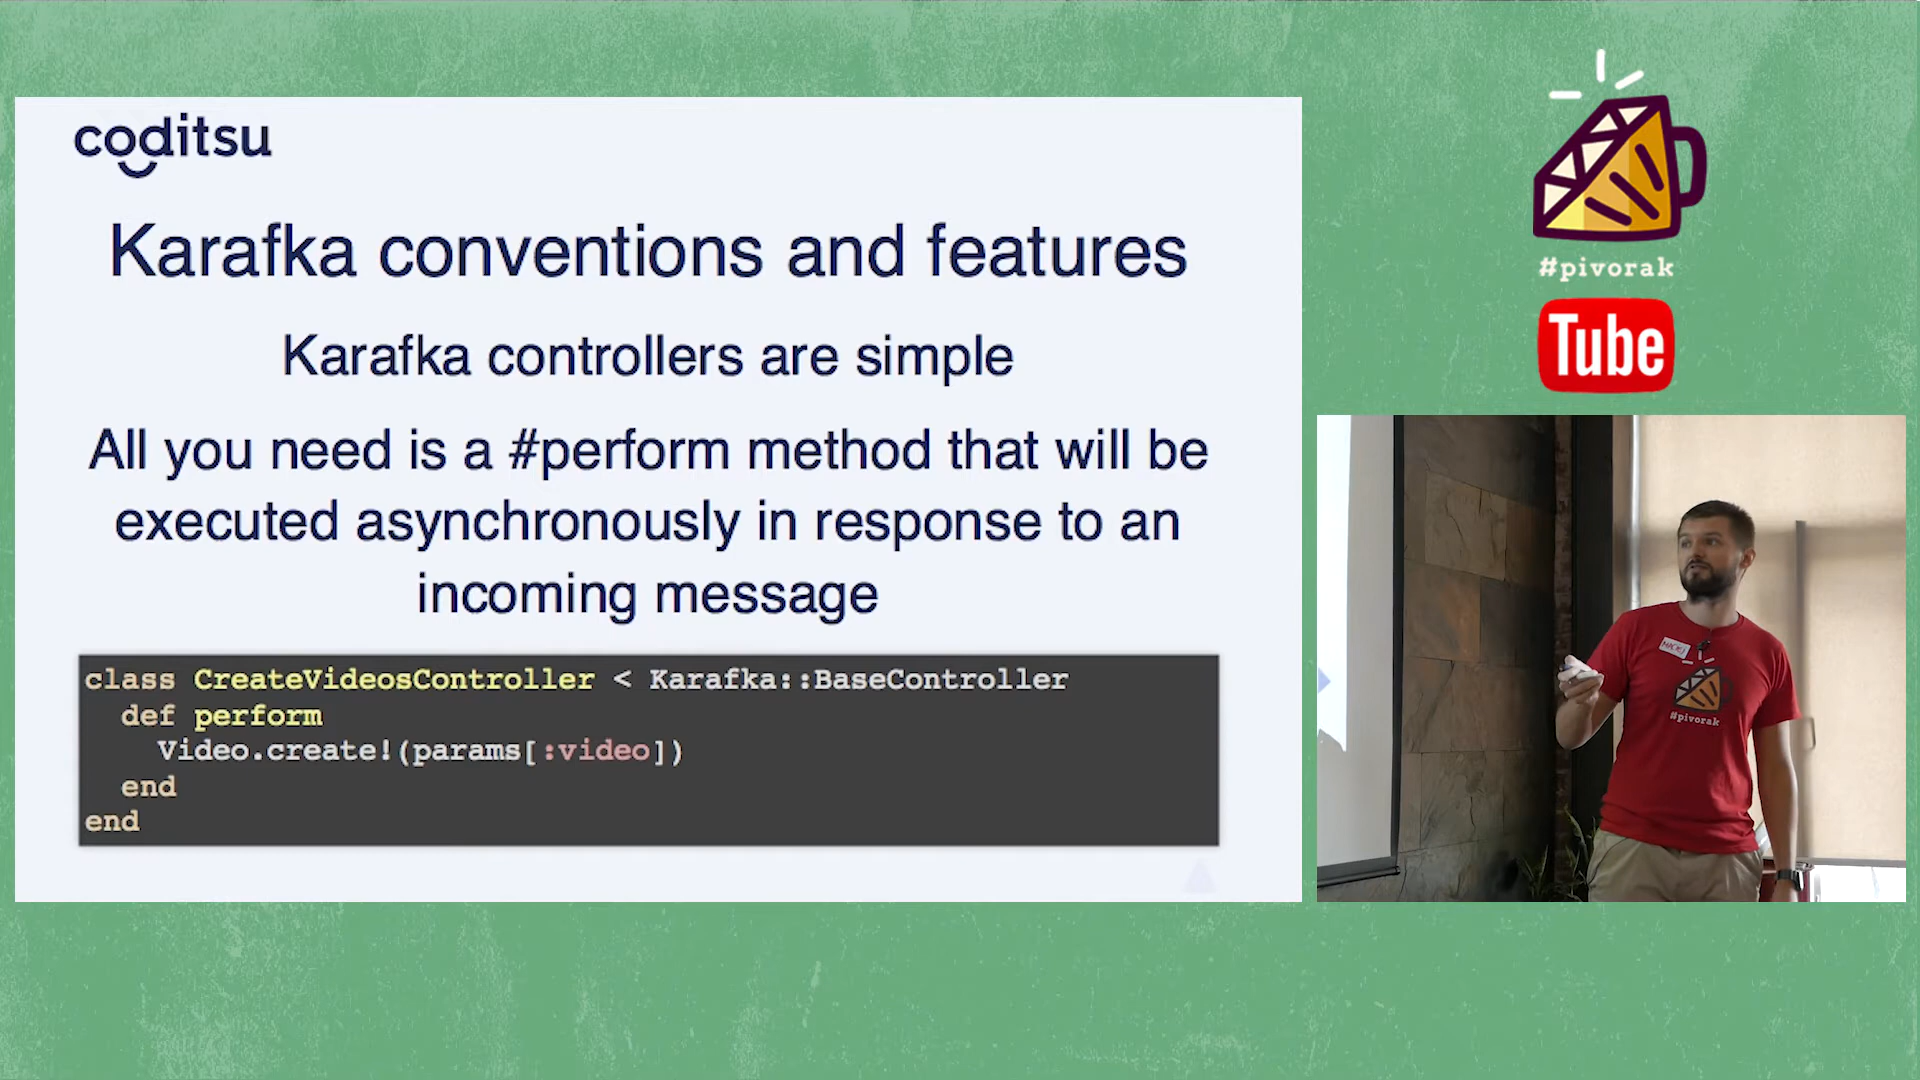 coditsu
Karafka conventions and features
Karafka controllers are simple
All you need is a #perform method that will be
executed asynchronously in response to an
incoming message
class CreateVideosController < Karafka::BaseController
  def perform
    Video.create!(params[:video])
  end
end
#pivorak
Tube
MACIEJ
#pivorak